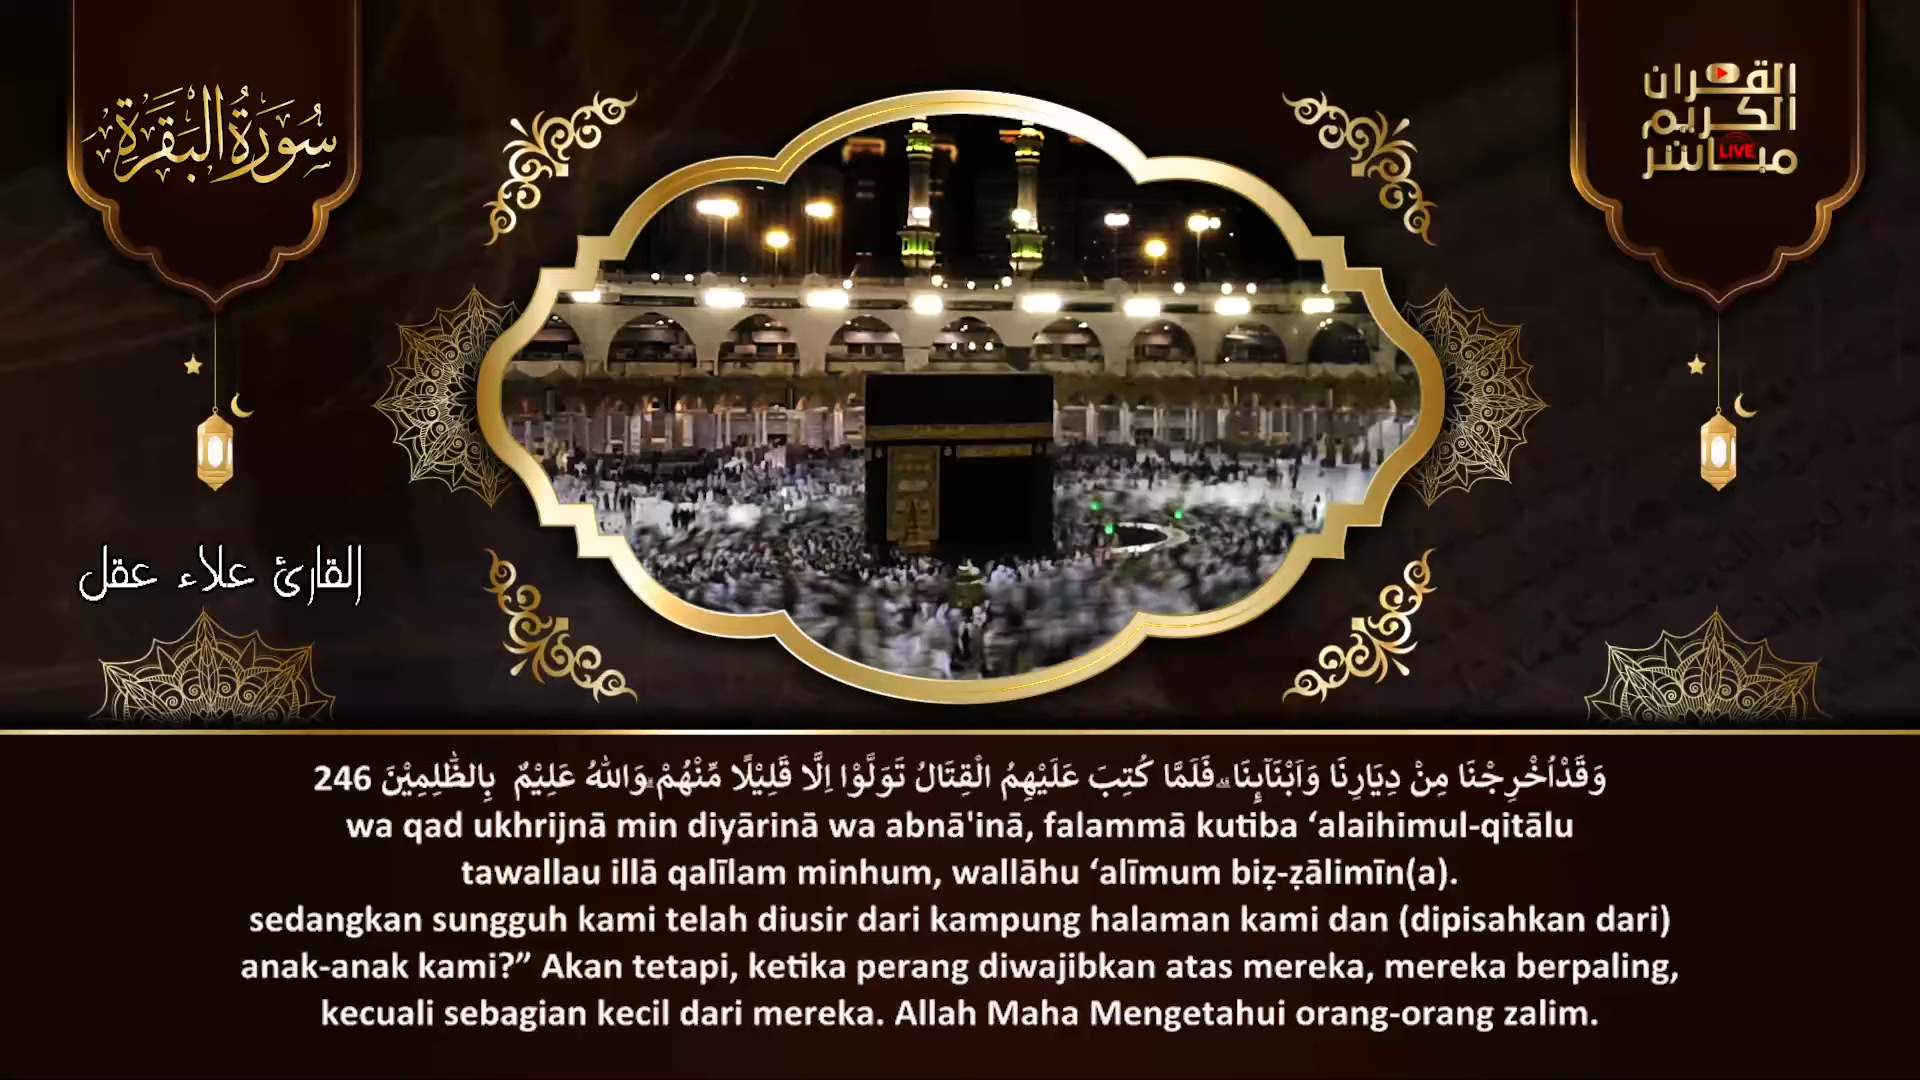 سُورَةُ البَقَرَةِ
القرآن
الكريم
مباشر
LIVE
القارئ علاء عقل
وَقَدْ اُخْرِجْنَا مِنْ دِيَارِنَا وَاَبْنَاۤىِٕنَا ۗ فَلَمَّا كُتِبَ عَلَيْهِمُ الْقِتَالُ تَوَلَّوْا اِلَّا قَلِيْلًا مِّنْهُمْ ۗوَاللّٰهُ عَلِيْمٌ بِالظّٰلِمِيْنَ 246
wa qad ukhrijnā min diyārinā wa abnā'inā, falammā kutiba ‘alaihimul-qitālu
tawallau illā qalīlam minhum, wallāhu ‘alīmum biẓ-ẓālimīn(a).
sedangkan sungguh kami telah diusir dari kampung halaman kami dan (dipisahkan dari)
anak-anak kami?” Akan tetapi, ketika perang diwajibkan atas mereka, mereka berpaling,
kecuali sebagian kecil dari mereka. Allah Maha Mengetahui orang-orang zalim.